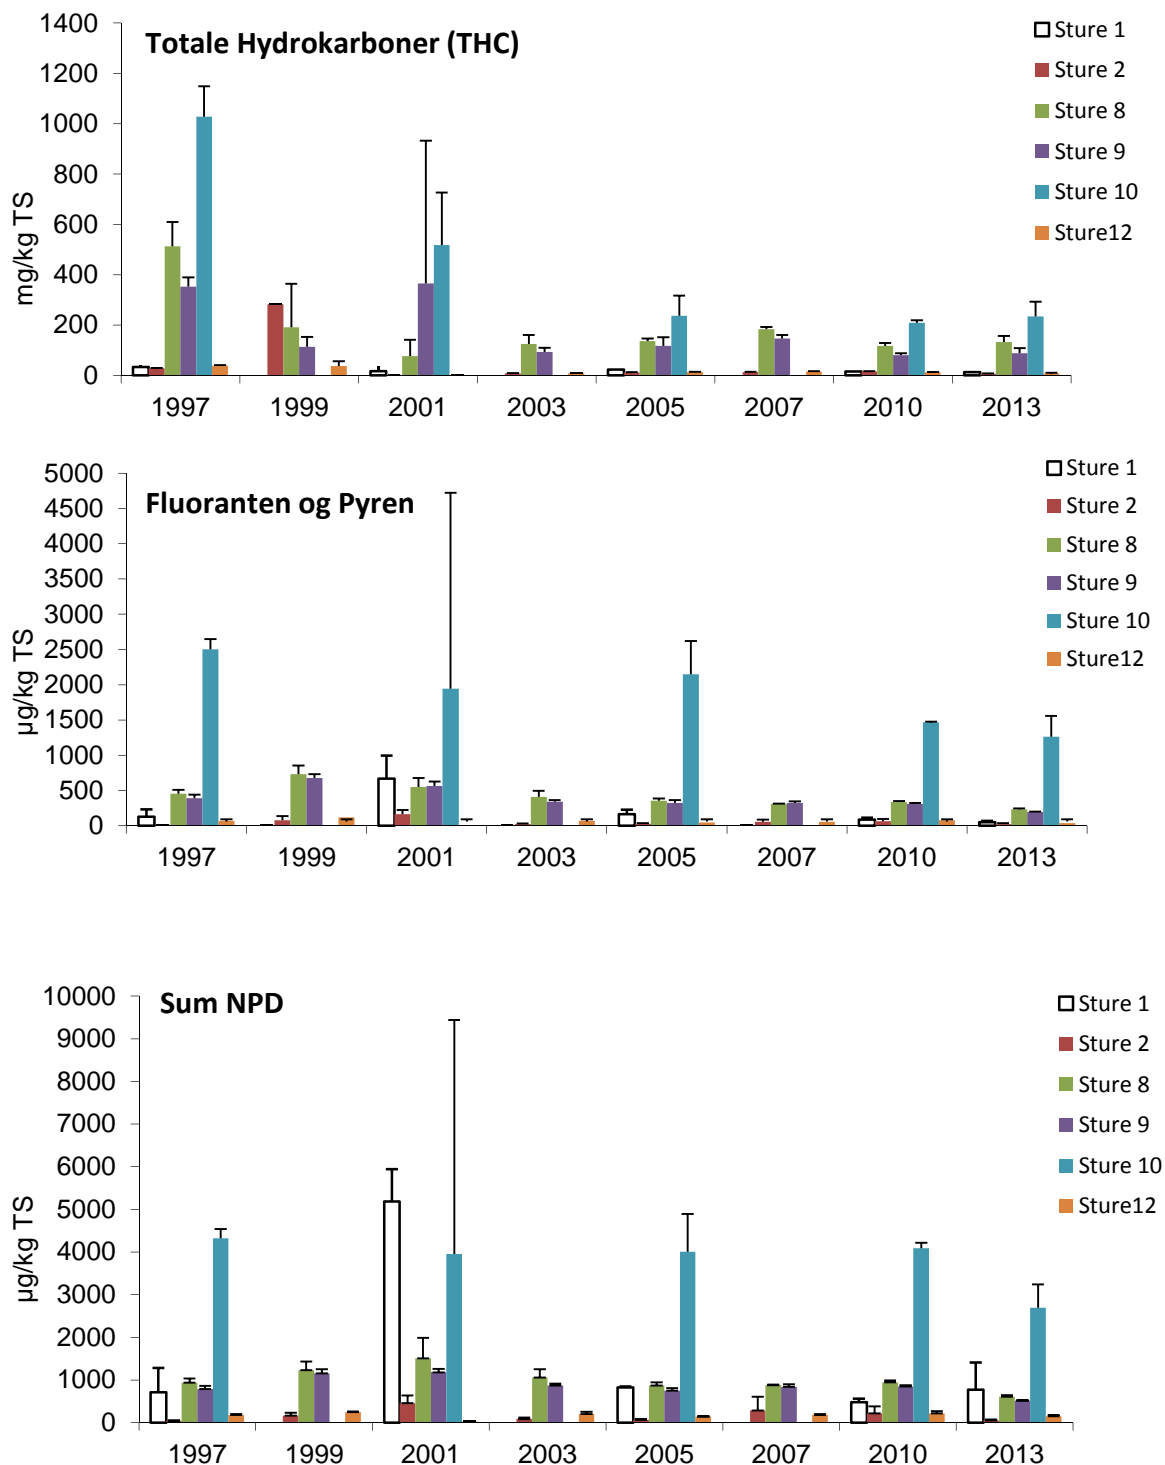 Totale Hydrokarboner (THC)
mg/kg TS
1400
1200
1000
800
600
400
200
0
1997 1999 2001 2003 2005 2007 2010 2013
Sture 1
Sture 2
Sture 8
Sture 9
Sture 10
Sture12
Fluoranten og Pyren
µg/kg TS
5000
4500
4000
3500
3000
2500
2000
1500
1000
500
0
1997 1999 2001 2003 2005 2007 2010 2013
Sture 1
Sture 2
Sture 8
Sture 9
Sture 10
Sture12
Sum NPD
µg/kg TS
10000
9000
8000
7000
6000
5000
4000
3000
2000
1000
0
1997 1999 2001 2003 2005 2007 2010 2013
Sture 1
Sture 2
Sture 8
Sture 9
Sture 10
Sture12